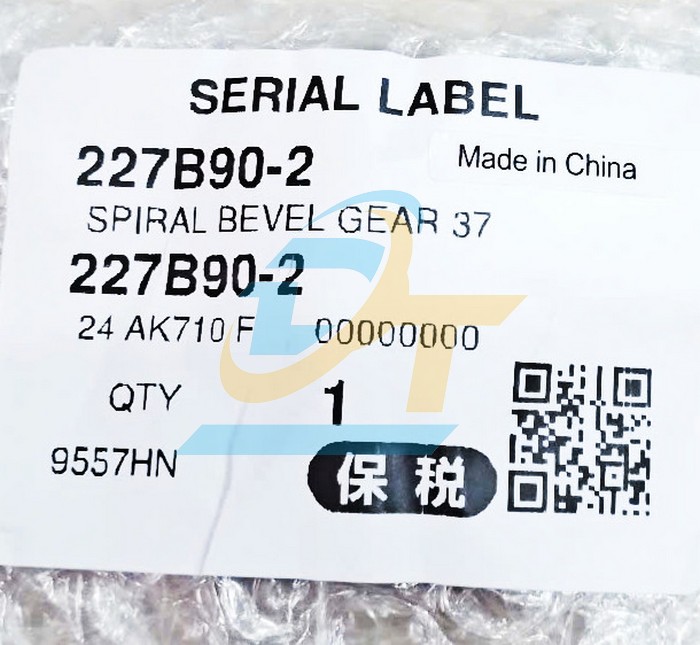 SERIAL LABEL
227B90-2
Made in China
SPIRAL BEVEL GEAR 37
227B90-2
24 AK710 F 00000000
QTY 1
9557HN
保税
DT